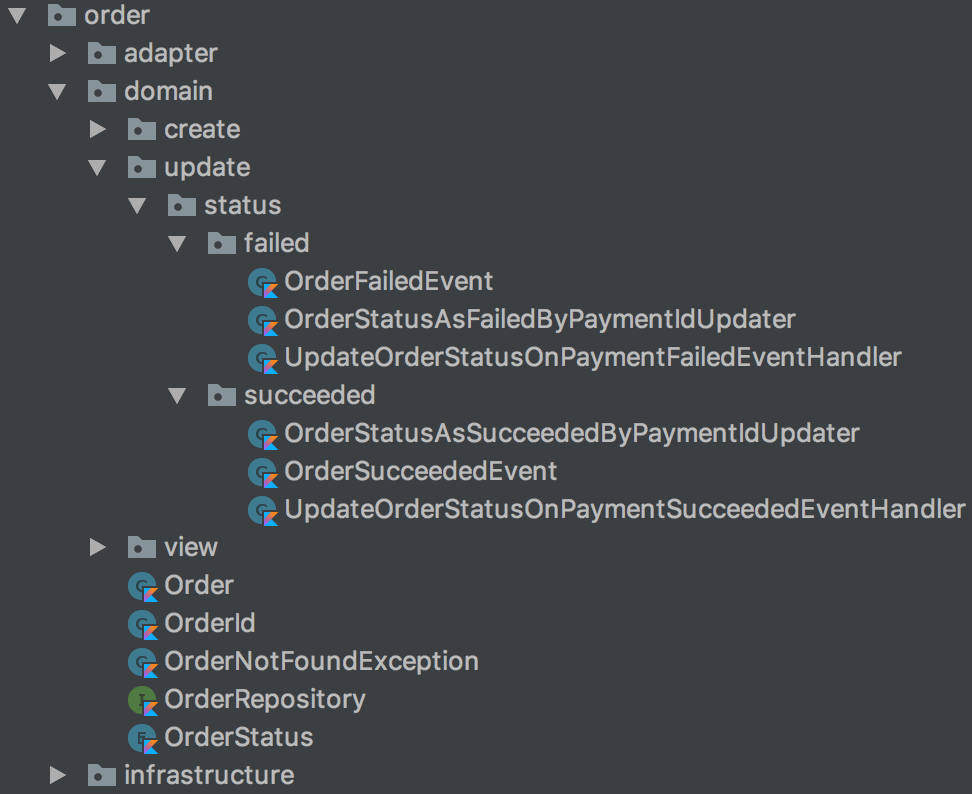 order
adapter
domain
create
update
status
failed
OrderFailedEvent
OrderStatusAsFailedByPaymentIdUpdater
UpdateOrderStatusOnPaymentFailedEventHandler
succeeded
OrderStatusAsSucceededByPaymentIdUpdater
OrderSucceededEvent
UpdateOrderStatusOnPaymentSucceededEventHandler
view
Order
OrderId
OrderNotFoundException
OrderRepository
OrderStatus
infrastructure